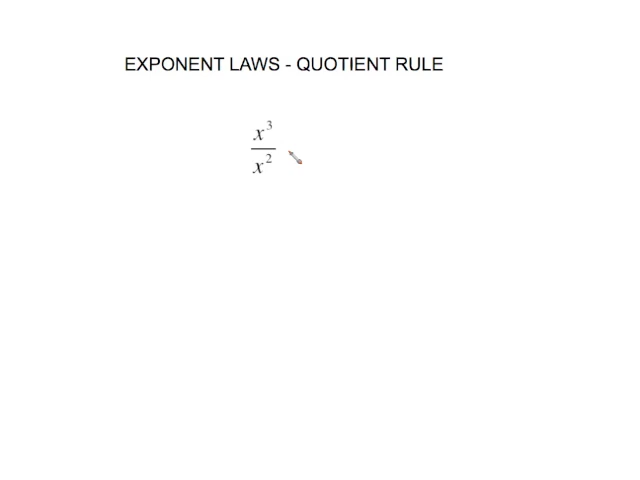 EXPONENT LAWS - QUOTIENT RULE
x³
x²